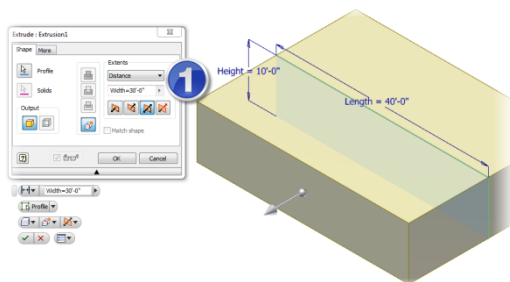 Extrude : Extrusion1
Shape More
Profile
Solids
Output
Extents
Distance
Width=30'-0"
Match shape
OK Cancel
1
Height = 10'-0"
Length = 40'-0"
Width=30'-0"
Profile